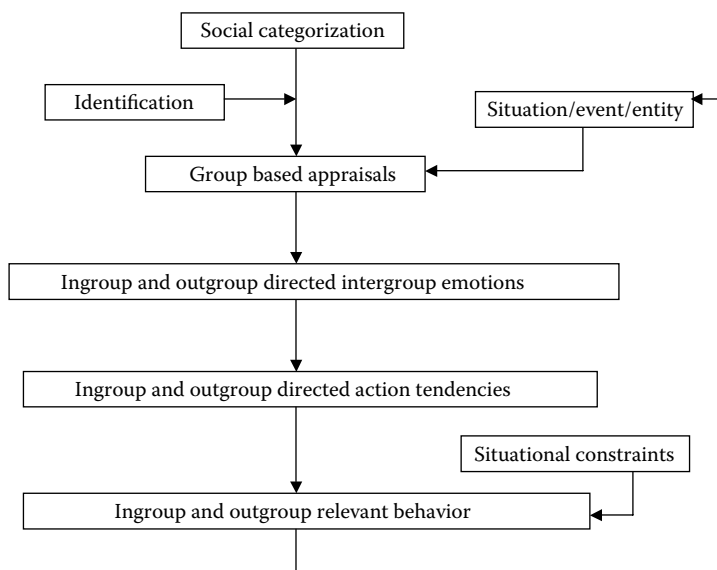 Social categorization
Identification
Situation/event/entity
Group based appraisals
Ingroup and outgroup directed intergroup emotions
Ingroup and outgroup directed action tendencies
Situational constraints
Ingroup and outgroup relevant behavior